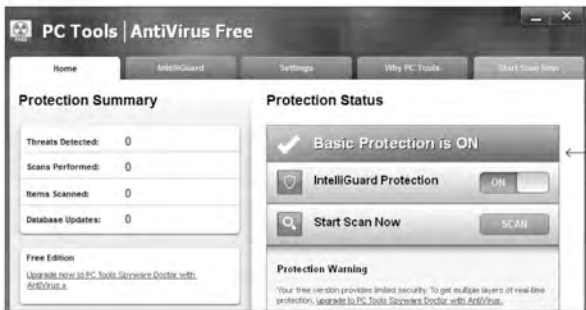 PC Tools | AntiVirus Free
Home
IntelliGuard
Settings
Why PC Tools
Start Scan Now
Protection Summary
Threats Detected: 0
Scans Performed: 0
Items Scanned: 0
Database Updates: 0
Free Edition
Upgrade now to PC Tools Spyware Doctor with
AntiVirus »
Protection Status
Basic Protection is ON
IntelliGuard Protection ON
Start Scan Now SCAN
Protection Warning
Your free version provides limited security. To get multiple layers of real-time
protection, upgrade to PC Tools Spyware Doctor with AntiVirus.